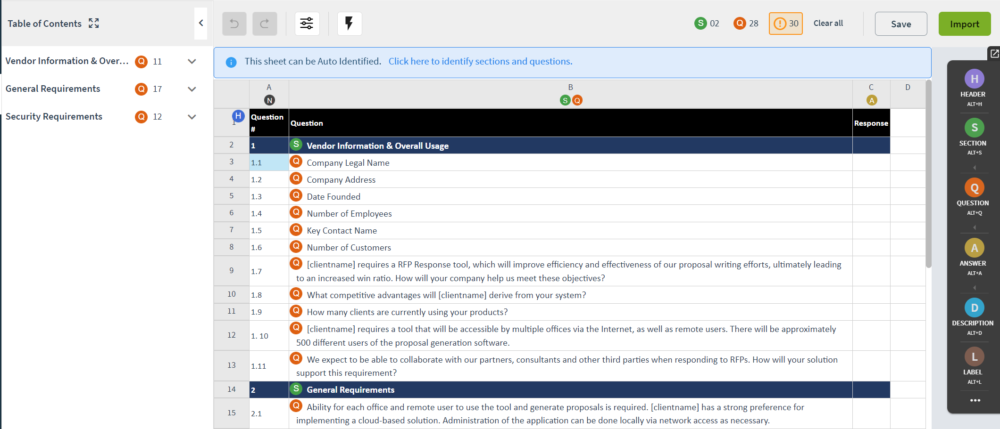 Table of Contents
S 02
Q 28
30
Clear all
Save
Import
Vendor Information & Over... Q 11
General Requirements Q 17
Security Requirements Q 12
This sheet can be Auto Identified. Click here to identify sections and questions.
A B C D
N S Q A
1 H Question # Question Response
2 1 S Vendor Information & Overall Usage
3 1.1 Q Company Legal Name
4 1.2 Q Company Address
5 1.3 Q Date Founded
6 1.4 Q Number of Employees
7 1.5 Q Key Contact Name
8 1.6 Q Number of Customers
9 1.7 Q [clientname] requires a RFP Response tool, which will improve efficiency and effectiveness of our proposal writing efforts, ultimately leading
to an increased win ratio. How will your company help us meet these objectives?
10 1.8 Q What competitive advantages will [clientname] derive from your system?
11 1.9 Q How many clients are currently using your products?
12 1. 10 Q [clientname] requires a tool that will be accessible by multiple offices via the Internet, as well as remote users. There will be approximately
500 different users of the proposal generation software.
13 1.11 Q We expect to be able to collaborate with our partners, consultants and other third parties when responding to RFPs. How will your solution
support this requirement?
14 2 S General Requirements
15 2.1 Q Ability for each office and remote user to use the tool and generate proposals is required. [clientname] has a strong preference for
implementing a cloud-based solution. Administration of the application can be done locally via network access as necessary.
H
HEADER
ALT+H
S
SECTION
ALT+S
Q
QUESTION
ALT+Q
A
ANSWER
ALT+A
D
DESCRIPTION
ALT+D
L
LABEL
ALT+L